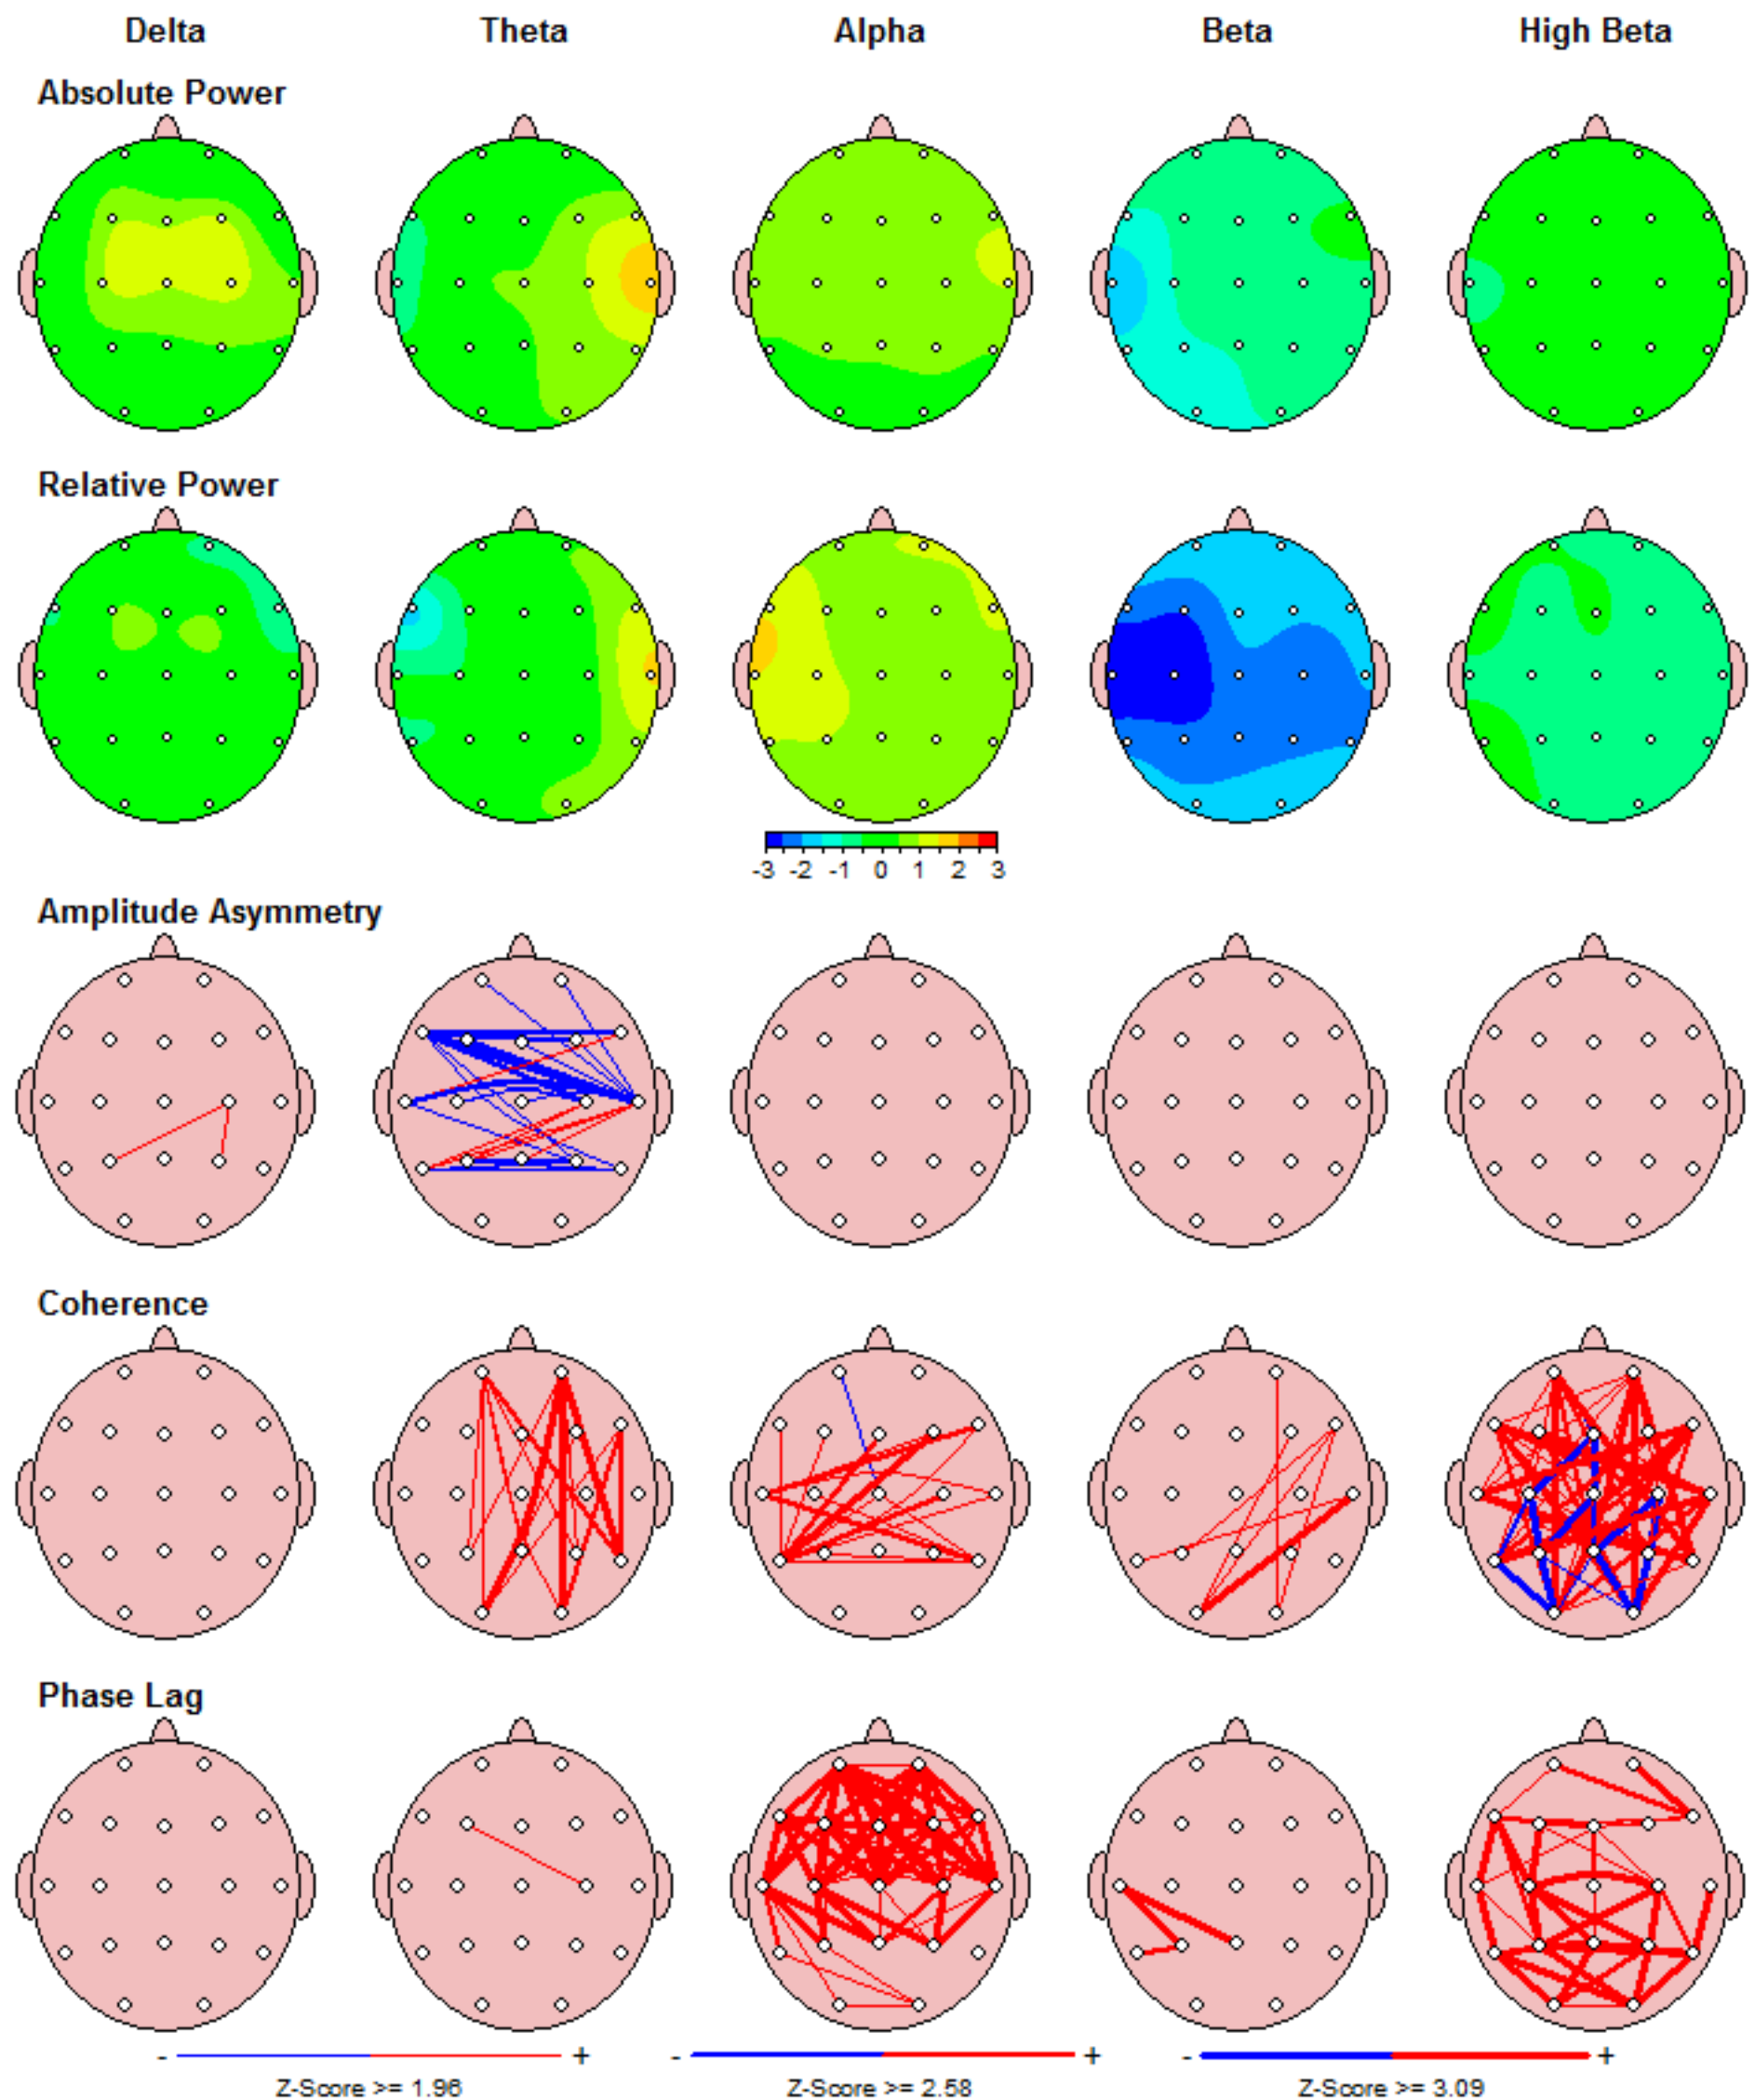 Delta Theta Alpha Beta High Beta
Absolute Power
Relative Power
-3 -2 -1 0 1 2 3
Amplitude Asymmetry
Coherence
Phase Lag
- + - + - +
Z-Score >= 1.96 Z-Score >= 2.58 Z-Score >= 3.09